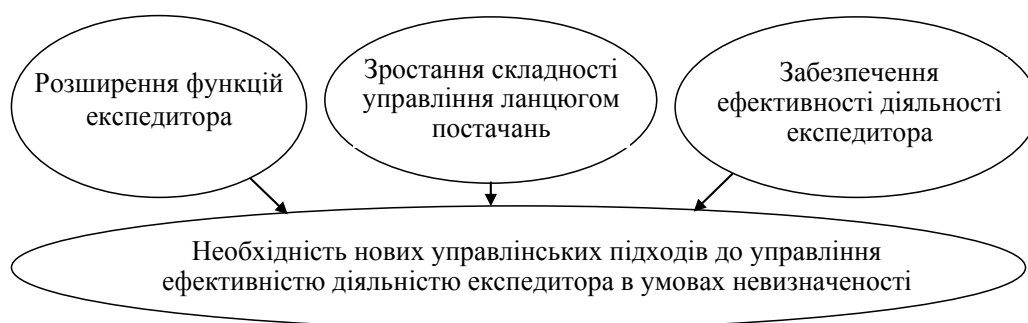 Розширення функцій
експедитора
Зростання складності
управління ланцюгом
постачань
Забезпечення
ефективності діяльності
експедитора
Необхідність нових управлінських підходів до управління
ефективністю діяльністю експедитора в умовах невизначеності